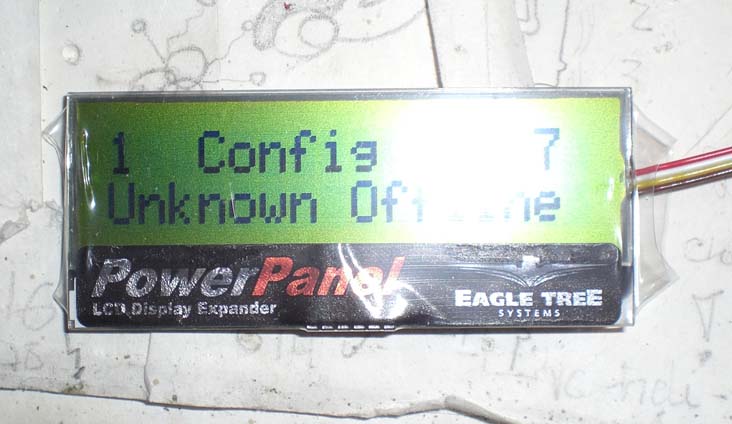 1 Config 7
Unknown Offline
PowerPanel
LCD Display Expander
EAGLE TREE
SYSTEMS